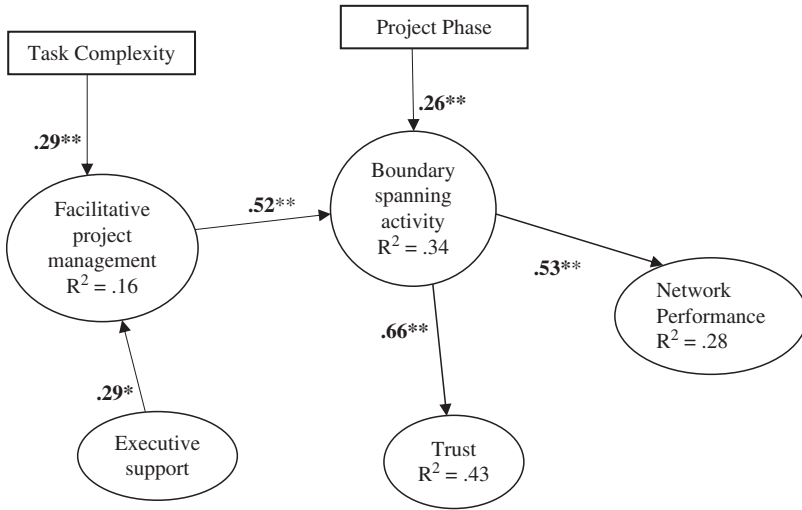 Project Phase
Task Complexity
.26**
.29**
Boundary
spanning
activity
R² = .34
Facilitative
project
management
R² = .16
.52**
.53**
Network
Performance
R² = .28
.66**
.29*
Executive
support
Trust
R² = .43